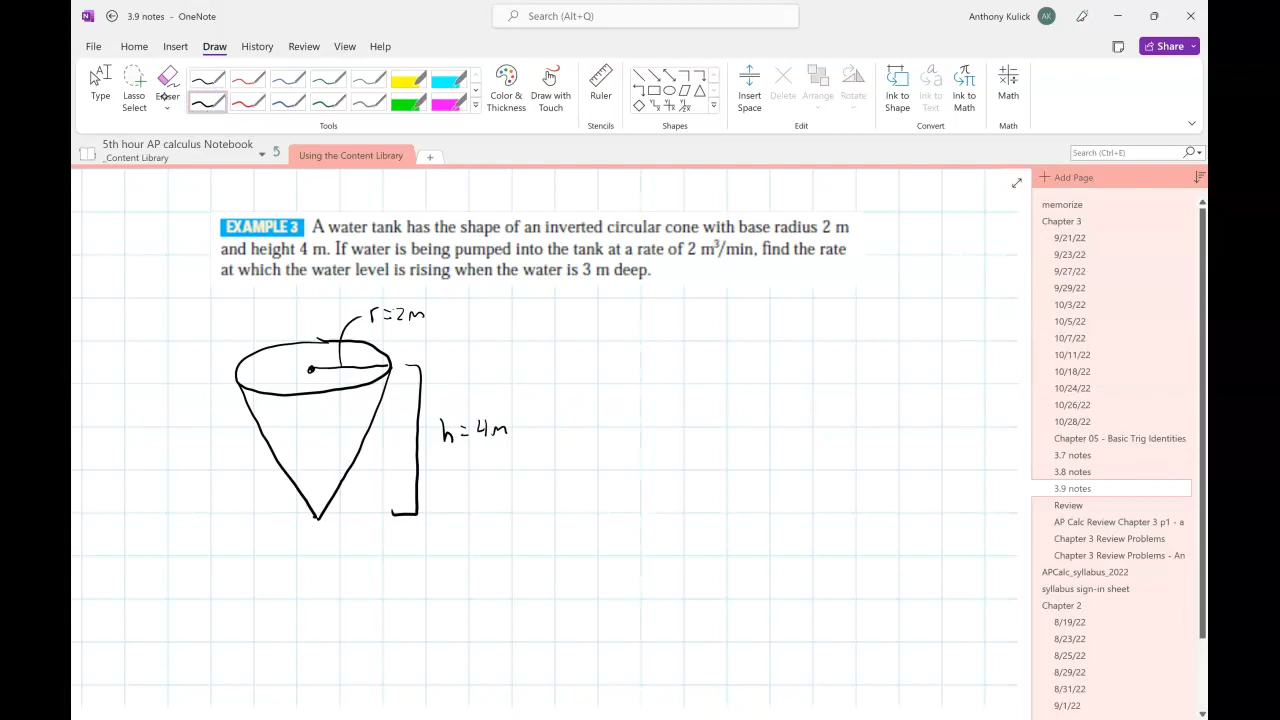 3.9 notes - OneNote
Search (Alt+Q)
Anthony Kulick
AK
File Home Insert Draw History Review View Help
Share
Type
Lasso Select
Eraser
Color & Thickness
Draw with Touch
Ruler
Insert Space
Delete
Arrange
Rotate
Ink to Shape
Ink to Text
Ink to Math
Math
Tools
Stencils
Shapes
Edit
Convert
Math
5th hour AP calculus Notebook
_Content Library
Using the Content Library
Search (Ctrl+E)
EXAMPLE 3 A water tank has the shape of an inverted circular cone with base radius 2 m
and height 4 m. If water is being pumped into the tank at a rate of 2 m³/min, find the rate
at which the water level is rising when the water is 3 m deep.
r=2m
h=4m
Add Page
memorize
Chapter 3
9/21/22
9/23/22
9/27/22
9/29/22
10/3/22
10/5/22
10/7/22
10/11/22
10/18/22
10/24/22
10/26/22
10/28/22
Chapter 05 - Basic Trig Identities
3.7 notes
3.8 notes
3.9 notes
Review
AP Calc Review Chapter 3 p1 - a
Chapter 3 Review Problems
Chapter 3 Review Problems - An
APCalc_syllabus_2022
syllabus sign-in sheet
Chapter 2
8/19/22
8/23/22
8/25/22
8/29/22
8/31/22
9/1/22